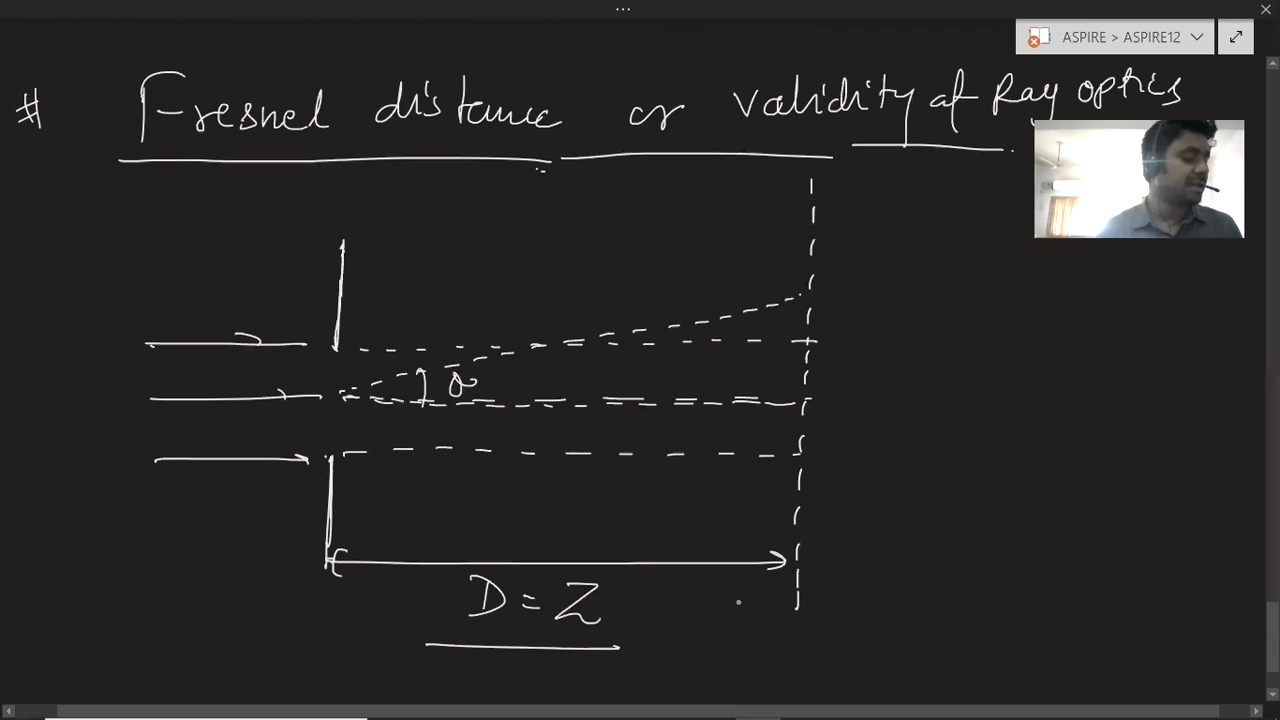 ...
ASPIRE > ASPIRE12
# Fresnel distance or validity of Ray optics
θ
D = Z